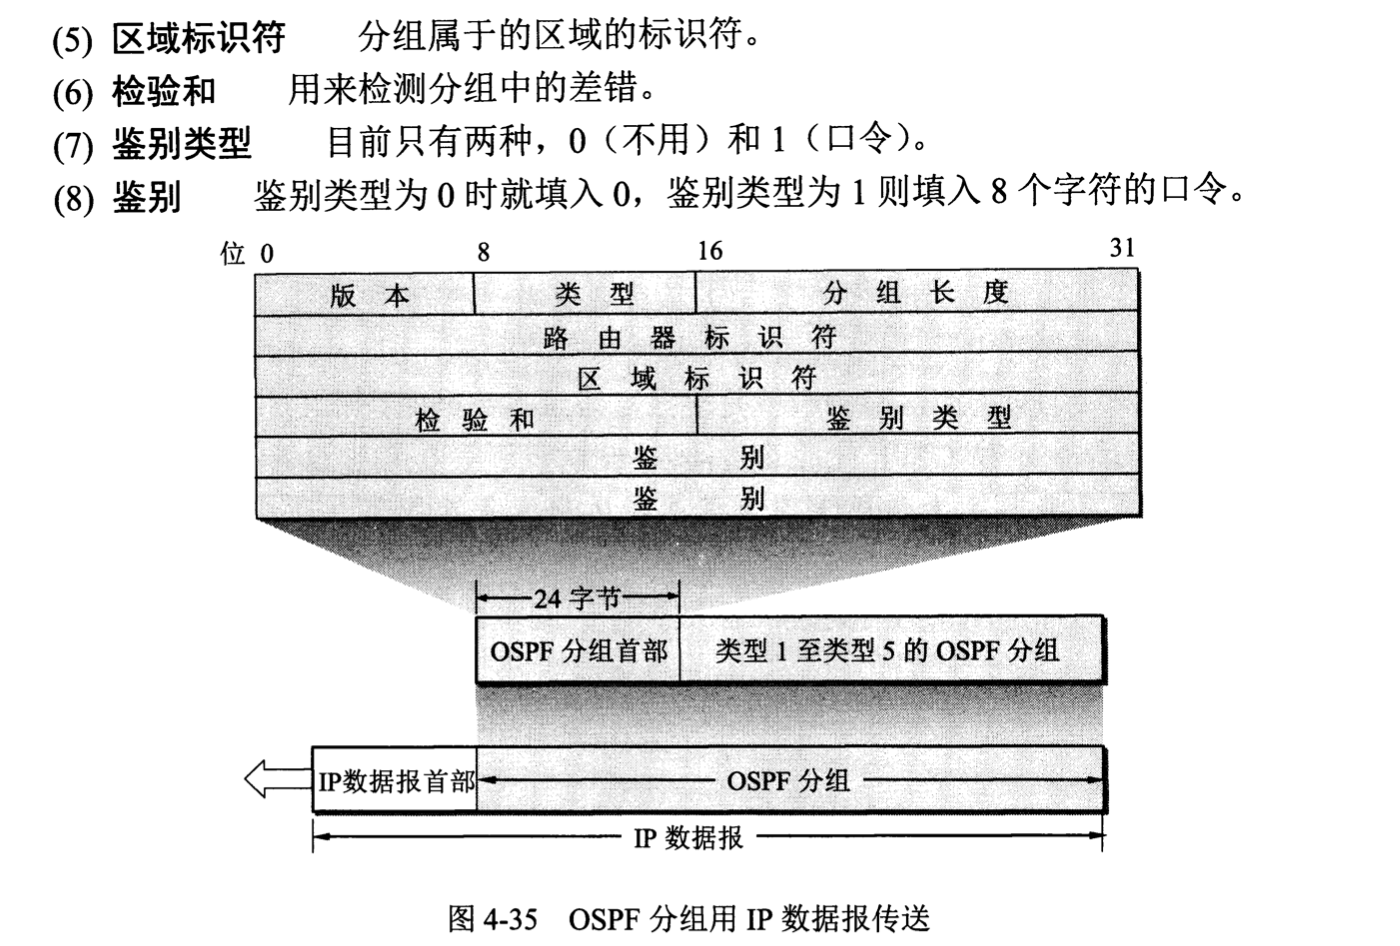 (5) 区域标识符 分组属于的区域的标识符。
(6) 检验和 用来检测分组中的差错。
(7) 鉴别类型 目前只有两种，0（不用）和 1（口令）。
(8) 鉴别 鉴别类型为 0 时就填入 0，鉴别类型为 1 则填入 8 个字符的口令。
位 0 8 16 31
版 本 类 型 分 组 长 度
路 由 器 标 识 符
区 域 标 识 符
检 验 和 鉴 别 类 型
鉴 别
鉴 别
24 字节
OSPF 分组首部 类型 1 至类型 5 的 OSPF 分组
IP数据报首部 OSPF 分组
IP 数据报
图 4-35 OSPF 分组用 IP 数据报传送